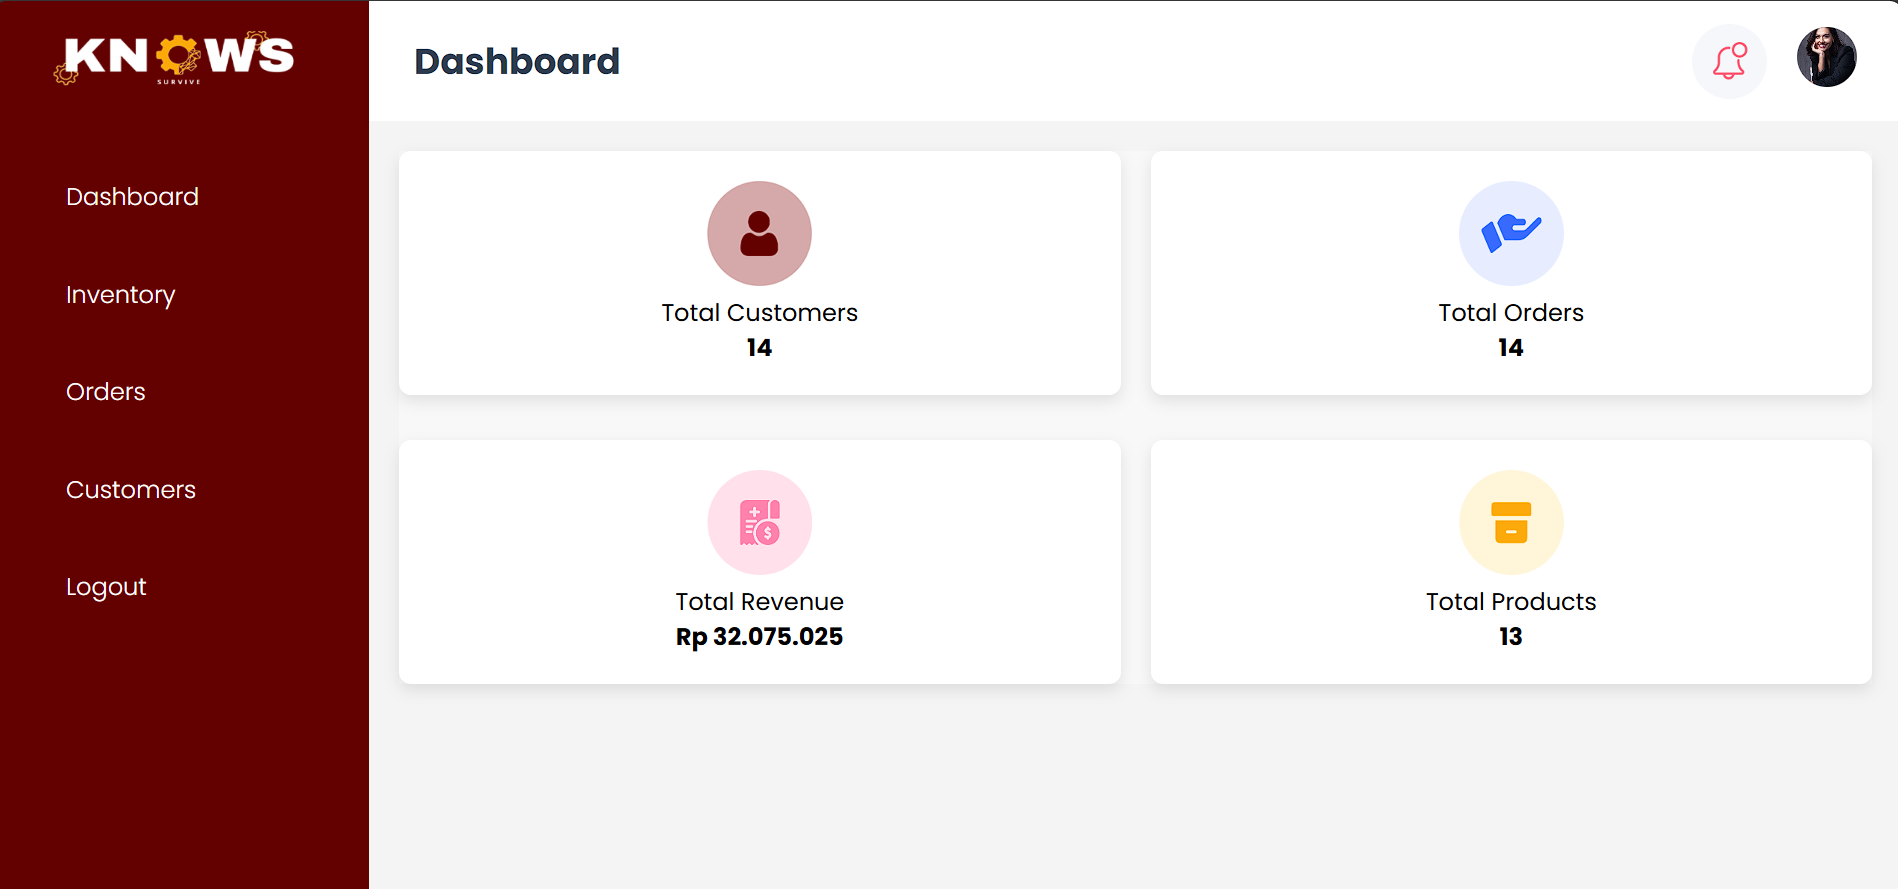 KNOWS
SURVIVE
Dashboard
Inventory
Orders
Customers
Logout
Dashboard
Total Customers
14
Total Orders
14
Total Revenue
Rp 32.075.025
Total Products
13